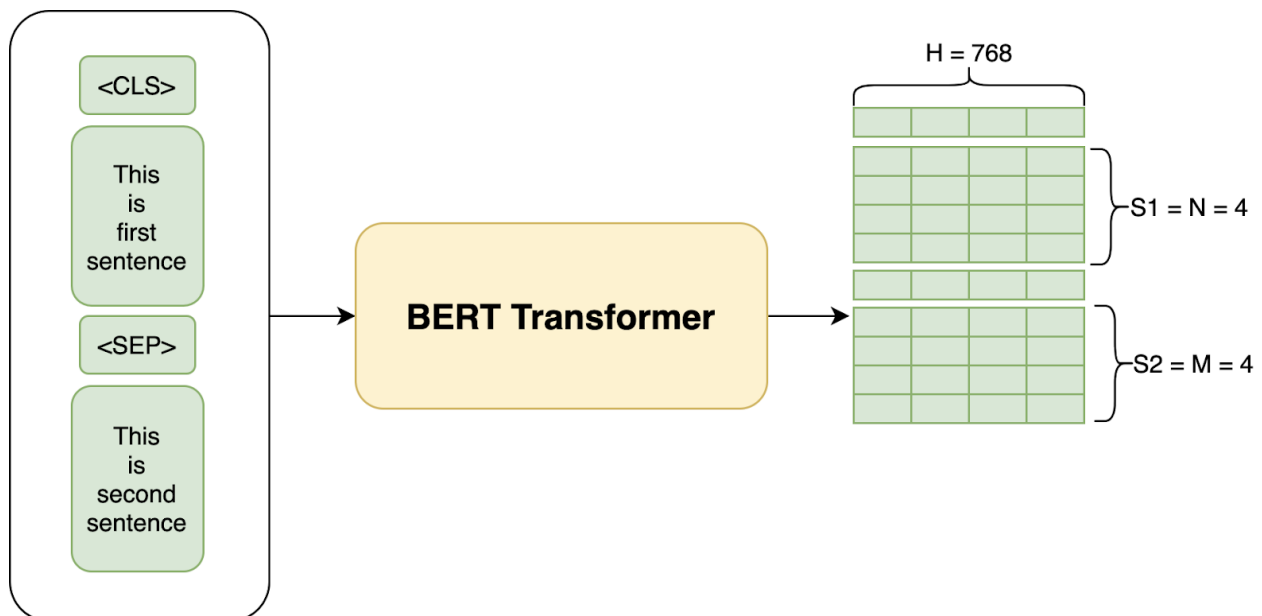 <CLS>
This
is
first
sentence
<SEP>
This
is
second
sentence
BERT Transformer
H = 768
S1 = N = 4
S2 = M = 4